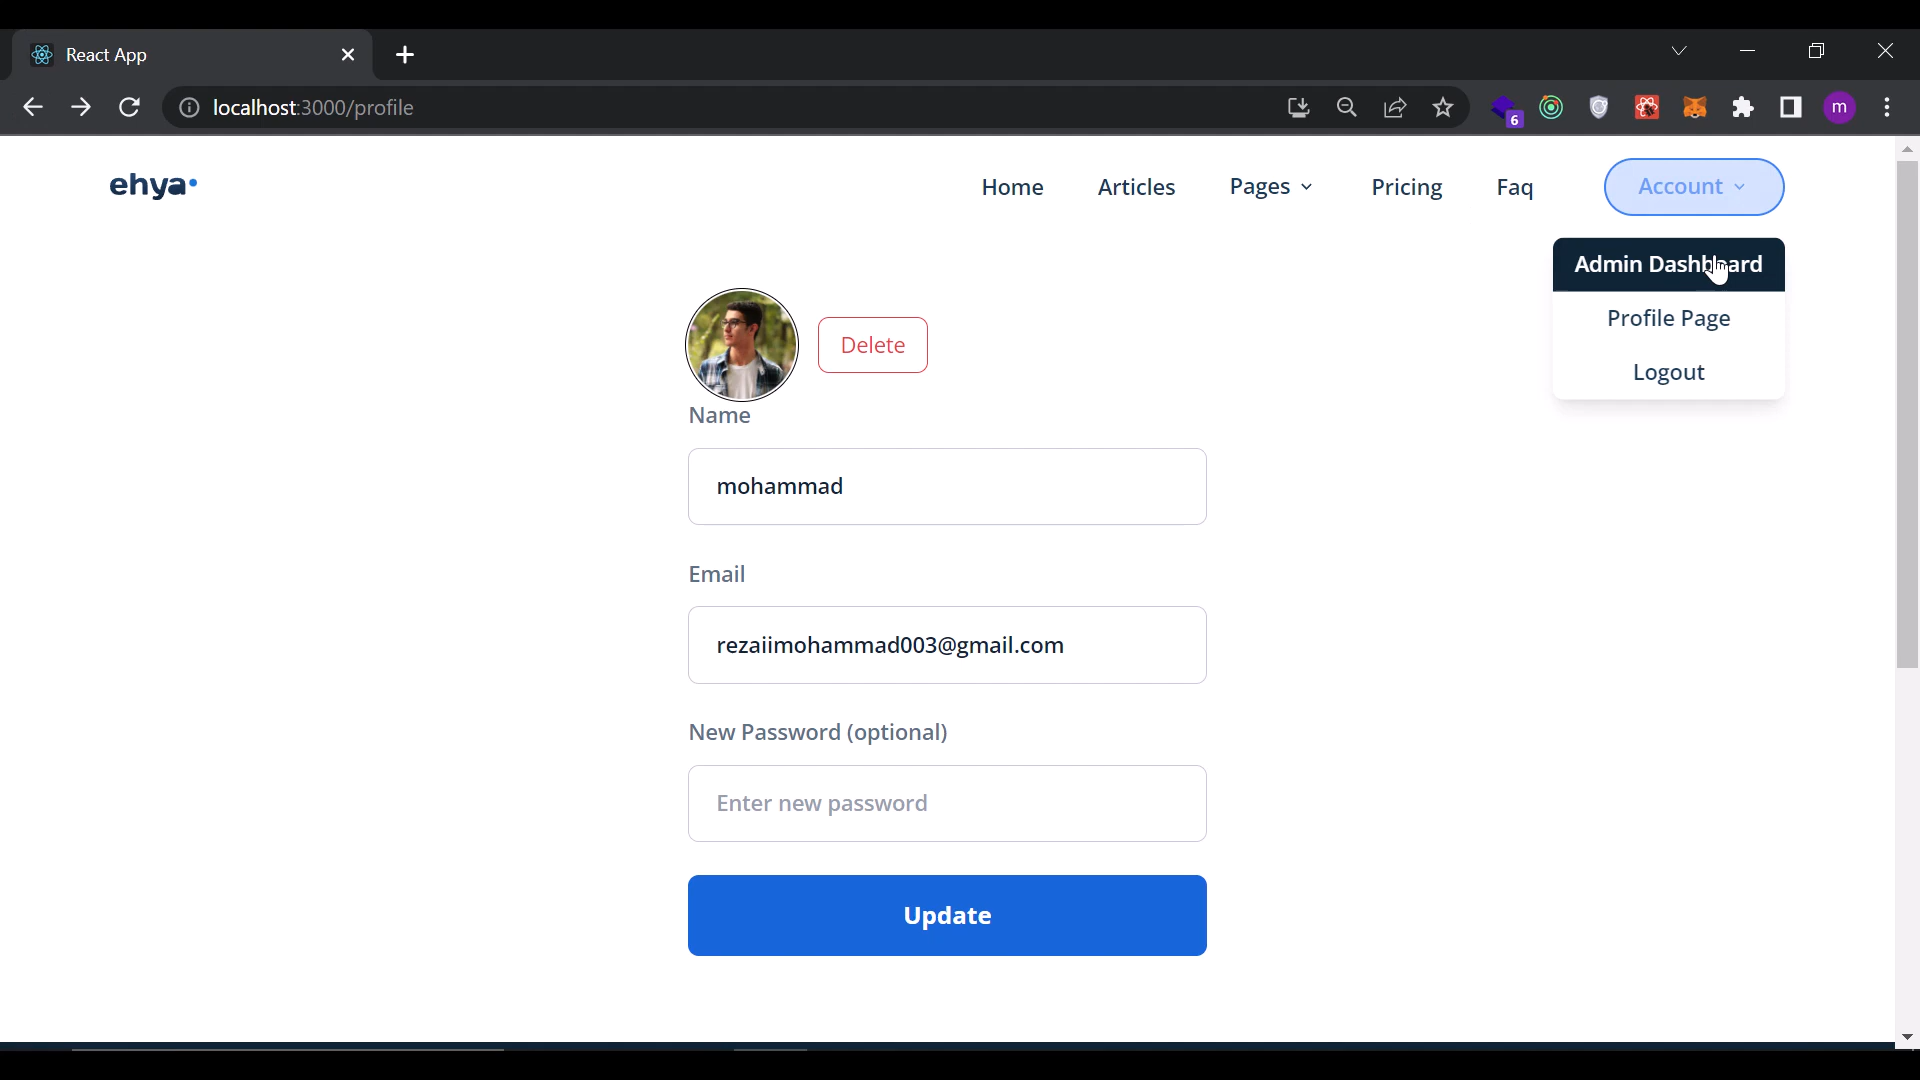 React App
localhost:3000/profile
6
m
ehya
Home Articles Pages Pricing Faq Account
Admin Dashboard
Profile Page
Logout
Delete
Name
mohammad
Email
rezaiimohammad003@gmail.com
New Password (optional)
Enter new password
Update